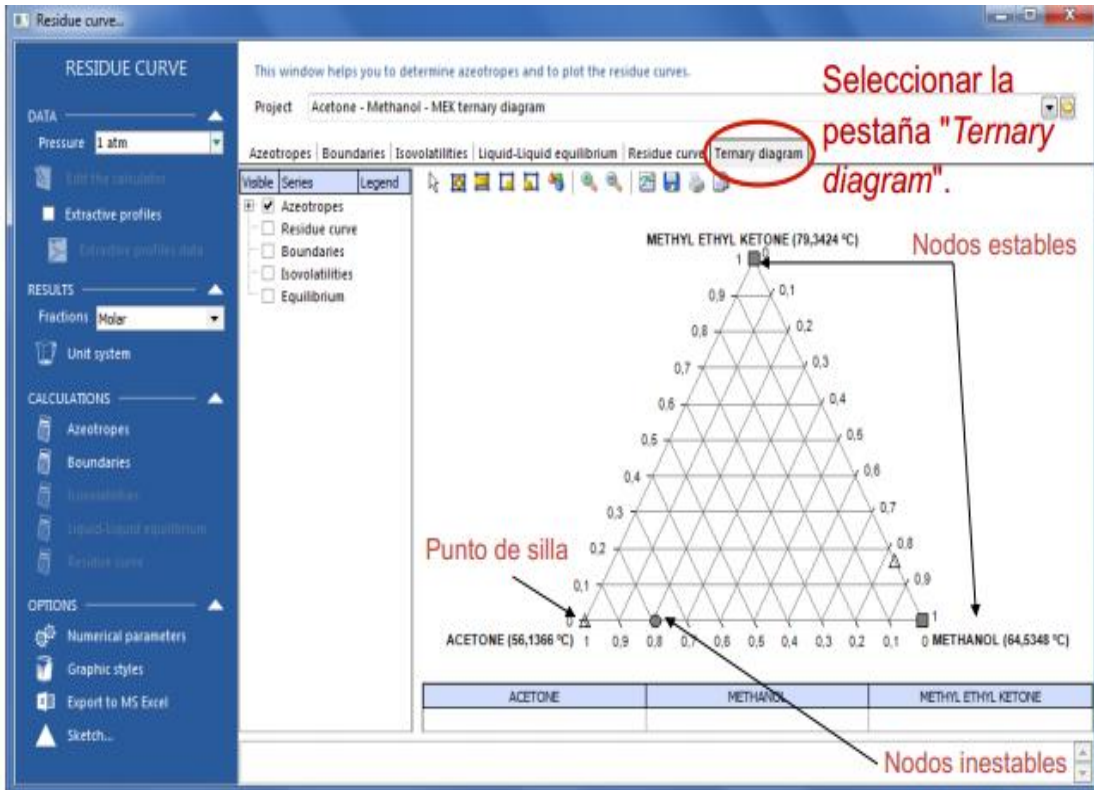 Residue curve...
RESIDUE CURVE
DATA
Pressure 1 atm
Edit the calculator
Extractive profiles
Extractive profiles data
RESULTS
Fractions Molar
Unit system
CALCULATIONS
Azeotropes
Boundaries
Isovolatilities
Liquid-Liquid equilibrium
Residue curve
OPTIONS
Numerical parameters
Graphic styles
Export to MS Excel
Sketch...
This window helps you to determine azeotropes and to plot the residue curves.
Project Acetone - Methanol - MEK ternary diagram
Azeotropes Boundaries Isovolatilities Liquid-Liquid equilibrium Residue curve Ternary diagram
Seleccionar la
pestaña "Ternary
diagram".
Visible Series Legend
Azeotropes
Residue curve
Boundaries
Isovolatilities
Equilibrium
METHYL ETHYL KETONE (79,3424 ºC)
Nodos estables
1 0
0,9 0,1
0,8 0,2
0,7 0,3
0,6 0,4
0,5 0,5
0,4 0,6
0,3 0,7
0,2 0,8
0,1 0,9
0 1
Punto de silla
ACETONE (56,1366 ºC) 1 0,9 0,8 0,7 0,6 0,5 0,4 0,3 0,2 0,1 0 METHANOL (64,5348 ºC)
ACETONE METHANOL METHYL ETHYL KETONE
Nodos inestables